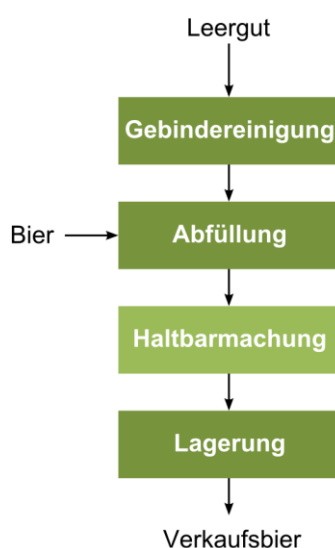 Leergut
Gebindereinigung
Bier
Abfüllung
Haltbarmachung
Lagerung
Verkaufsbier